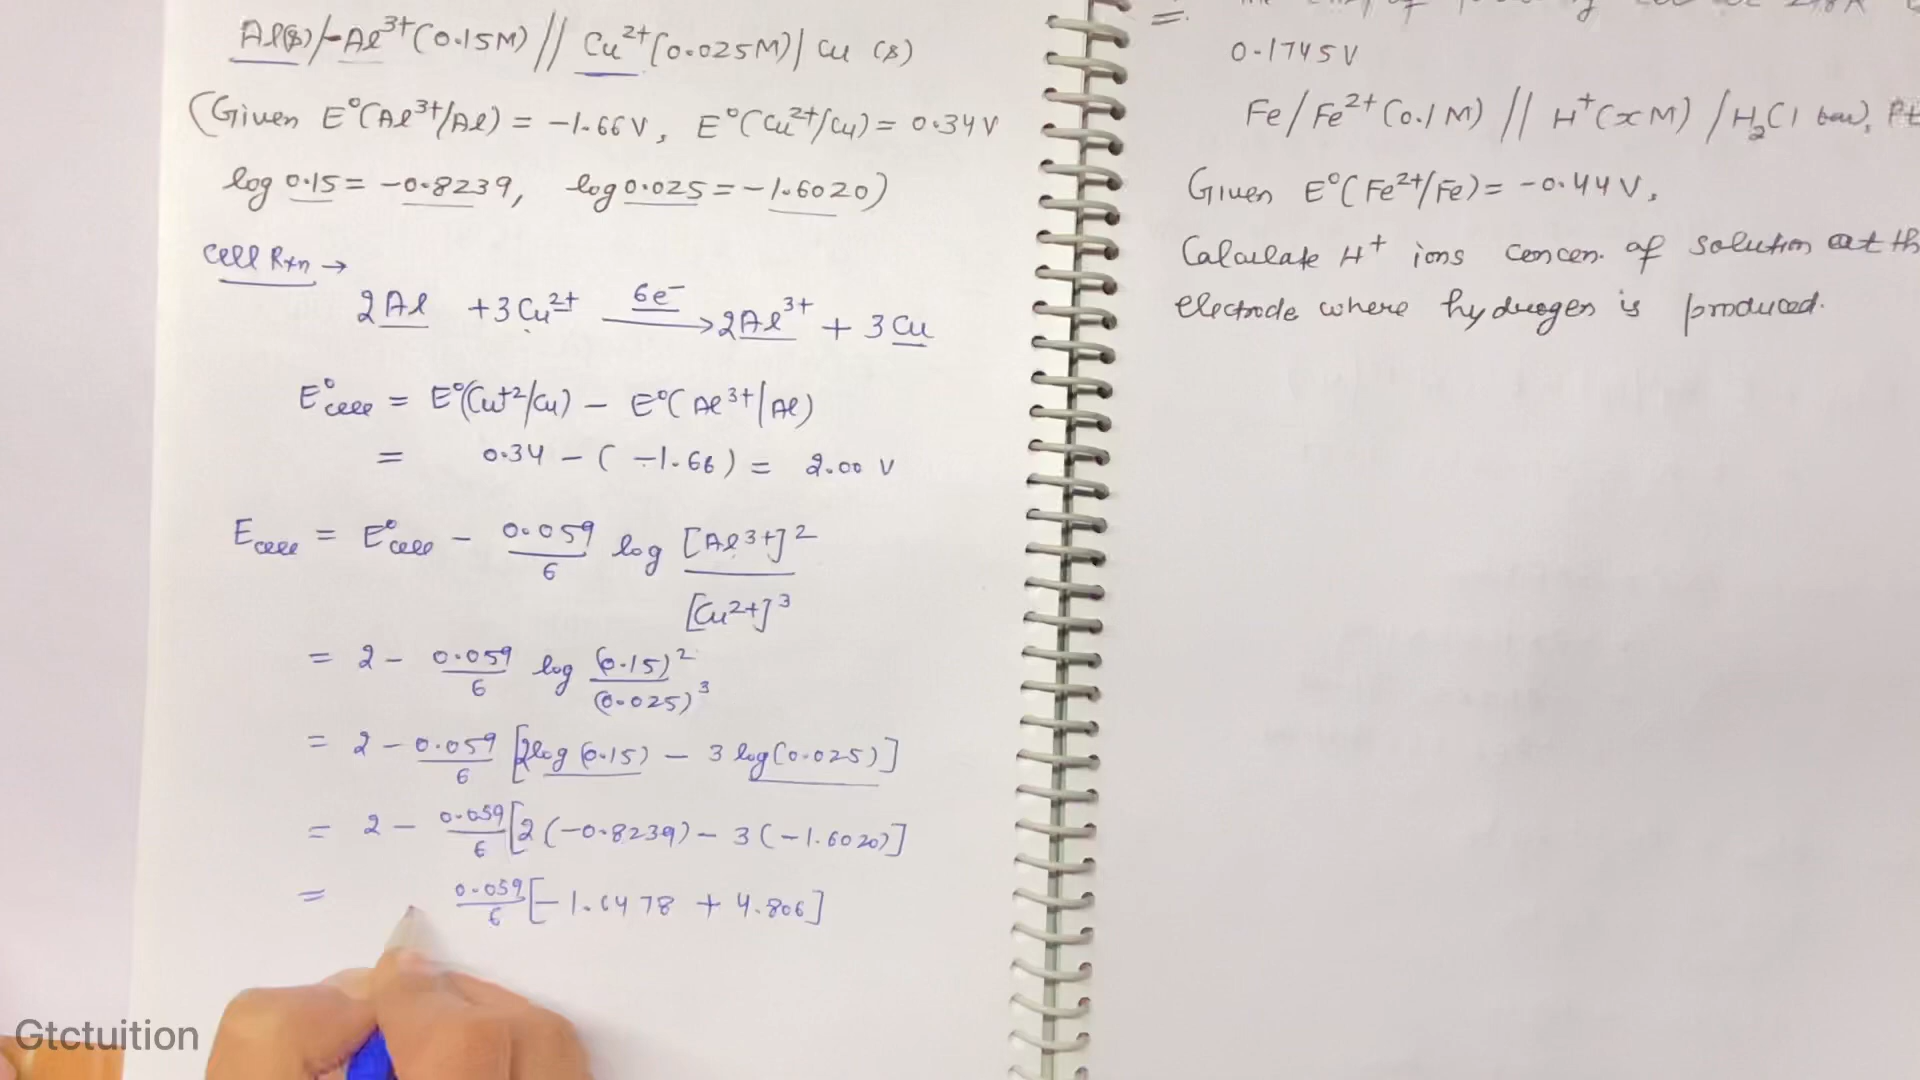 Al(s)/Al³⁺(0.15M) // Cu²⁺(0.025M)/Cu (s)
(Given E°(Al³⁺/Al) = -1.66V, E°(Cu²⁺/Cu) = 0.34V
log 0.15 = -0.8239, log 0.025 = -1.6020)
Cell Rxn →
2Al + 3Cu²⁺ 6e⁻→ 2Al³⁺ + 3Cu
E°cell = E°(Cu⁺²/Cu) - E°(Al³⁺/Al)
= 0.34 - (-1.66) = 2.00 V
Ecell = E°cell - 0.059/6 log [Al³⁺]²/[Cu²⁺]³
= 2 - 0.059/6 log (0.15)²/(0.025)³
= 2 - 0.059/6 [2log(0.15) - 3 log(0.025)]
= 2 - 0.059/6 [2(-0.8239) - 3(-1.6020)]
= 0.059/6 [-1.6478 + 4.806]
0.1745V
Fe/Fe²⁺(0.1M) // H⁺(xM) /H₂(1 bar), Pt
Given E°(Fe²⁺/Fe) = -0.44V,
Calculate H⁺ ions concen. of solution at th
electrode where hydrogen is produced.
Gtctuition